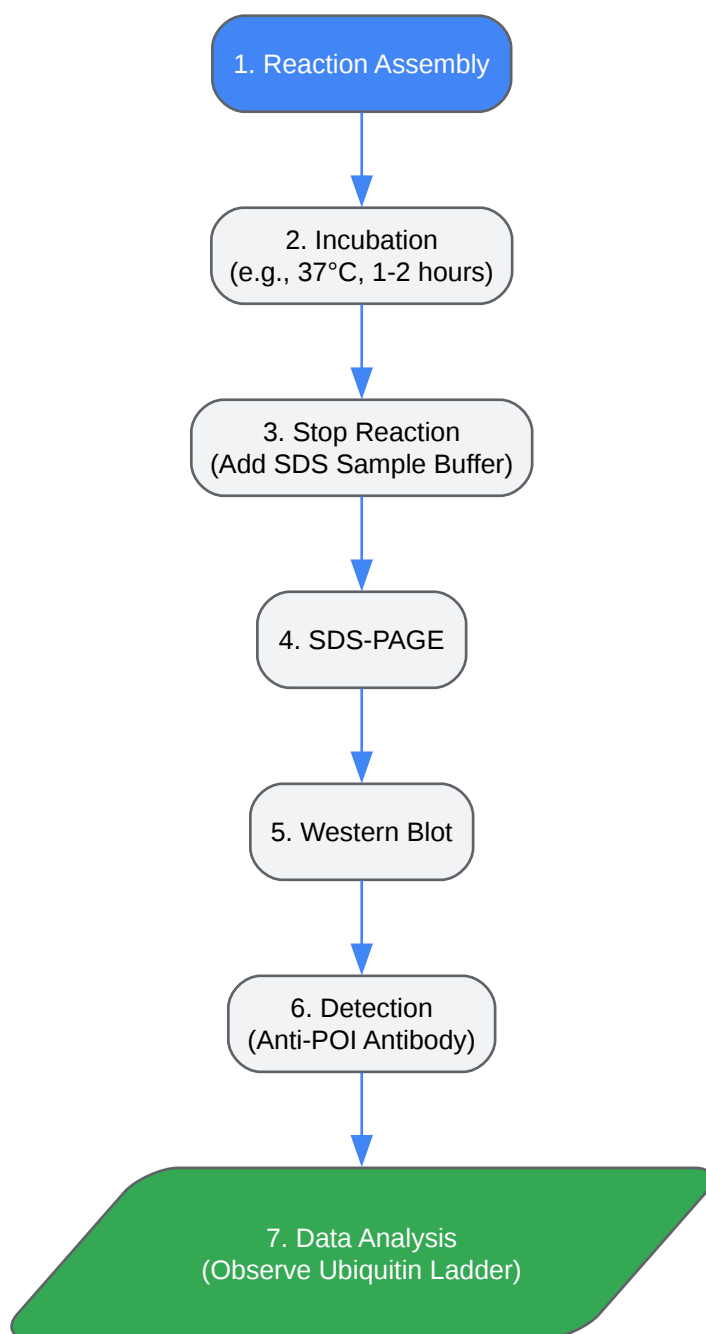 1. Reaction Assembly
2. Incubation
(e.g., 37°C, 1-2 hours)
3. Stop Reaction
(Add SDS Sample Buffer)
4. SDS-PAGE
5. Western Blot
6. Detection
(Anti-POI Antibody)
7. Data Analysis
(Observe Ubiquitin Ladder)